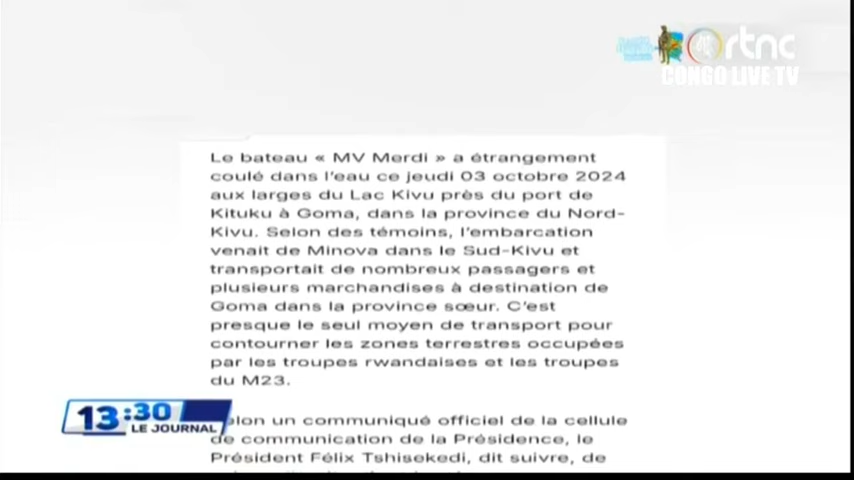 rtnc
CONGO LIVE TV
Le bateau « MV Merdi » a étrangement
coulé dans l'eau ce jeudi 03 octobre 2024
aux larges du Lac Kivu près du port de
Kituku à Goma, dans la province du Nord-
Kivu. Selon des témoins, l'embarcation
venait de Minova dans le Sud-Kivu et
transportait de nombreux passagers et
plusieurs marchandises à destination de
Goma dans la province sœur. C'est
presque le seul moyen de transport pour
contourner les zones terrestres occupées
par les troupes rwandaises et les troupes
du M23.
elon un communiqué officiel de la cellule
de communication de la Présidence, le
Président Félix Tshisekedi, dit suivre, de
13:30
LE JOURNAL